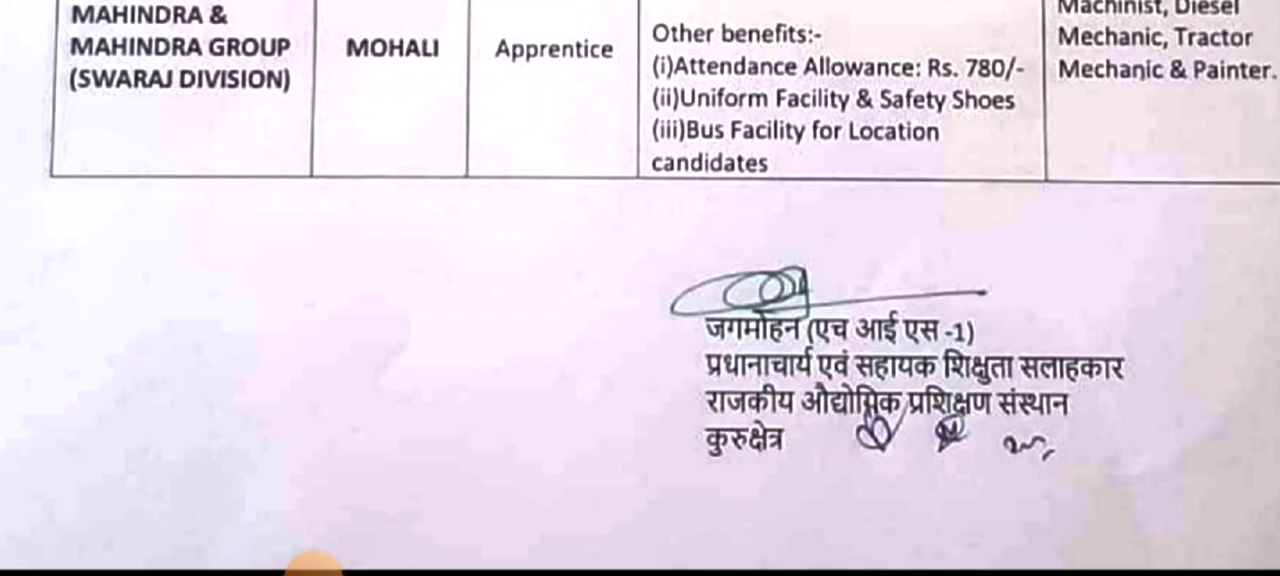 MAHINDRA &
MAHINDRA GROUP
(SWARAJ DIVISION)
MOHALI
Apprentice
Other benefits:-
(i)Attendance Allowance: Rs. 780/-
(ii)Uniform Facility & Safety Shoes
(iii)Bus Facility for Location
candidates
Machinist, Diesel
Mechanic, Tractor
Mechanic & Painter.
जगमोहन (एच आई एस -1)
प्रधानाचार्य एवं सहायक शिक्षुता सलाहकार
राजकीय औद्योगिक प्रशिक्षण संस्थान
कुरुक्षेत्र